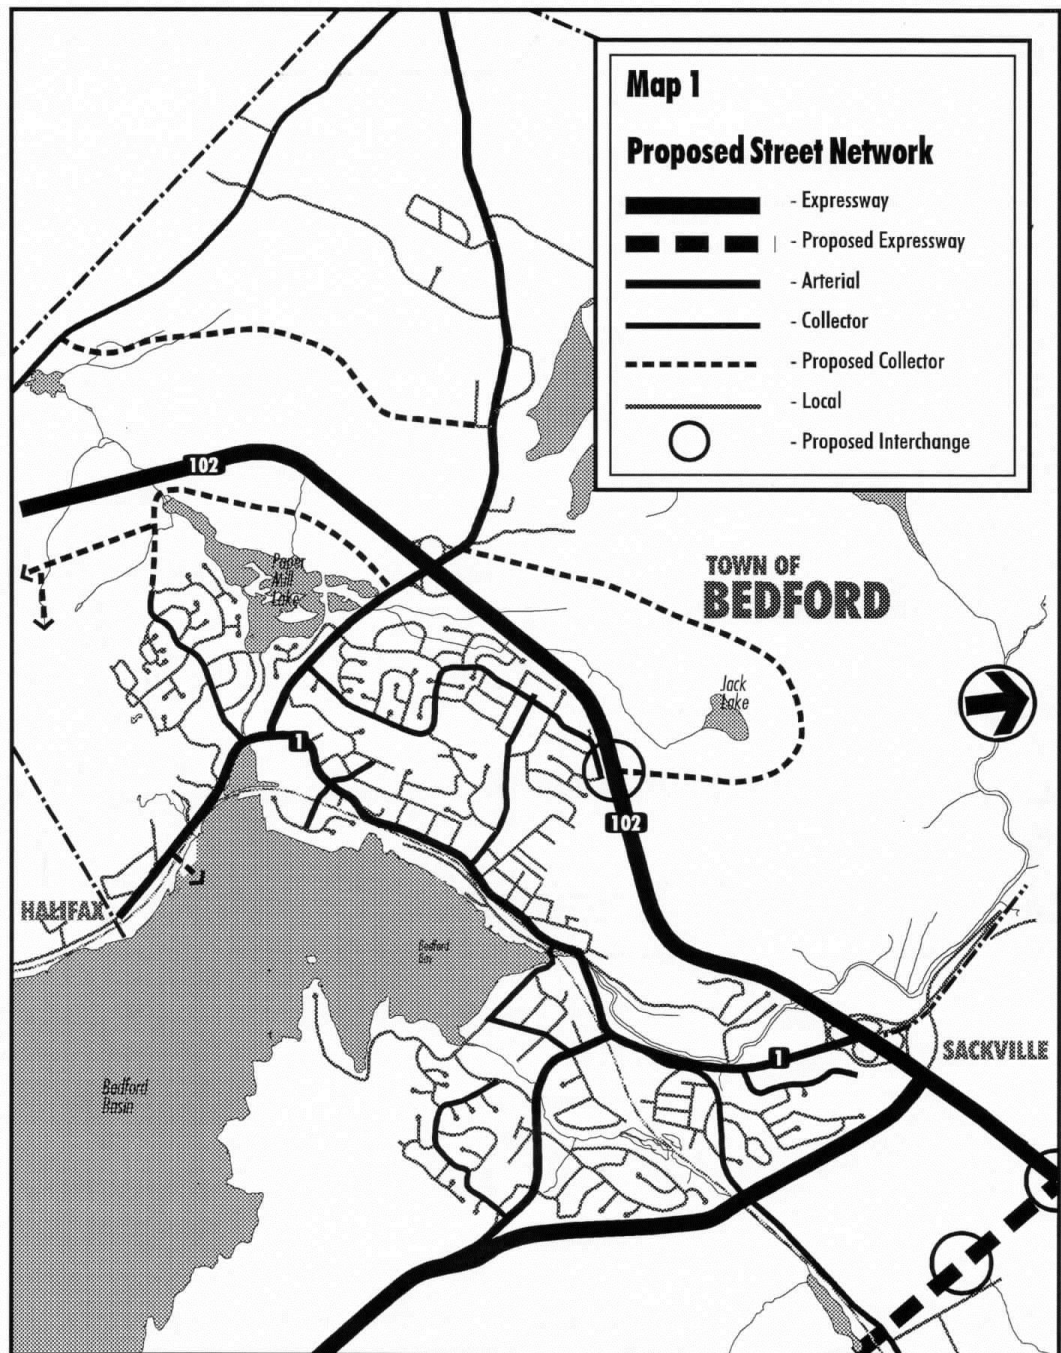 Map 1
Proposed Street Network
- Expressway
- Proposed Expressway
- Arterial
- Collector
- Proposed Collector
- Local
- Proposed Interchange
102
Paper
Mill
Lake
TOWN OF
BEDFORD
Jack
Lake
1
102
HALIFAX
Bedford
Bay
1
SACKVILLE
Bedford
Basin